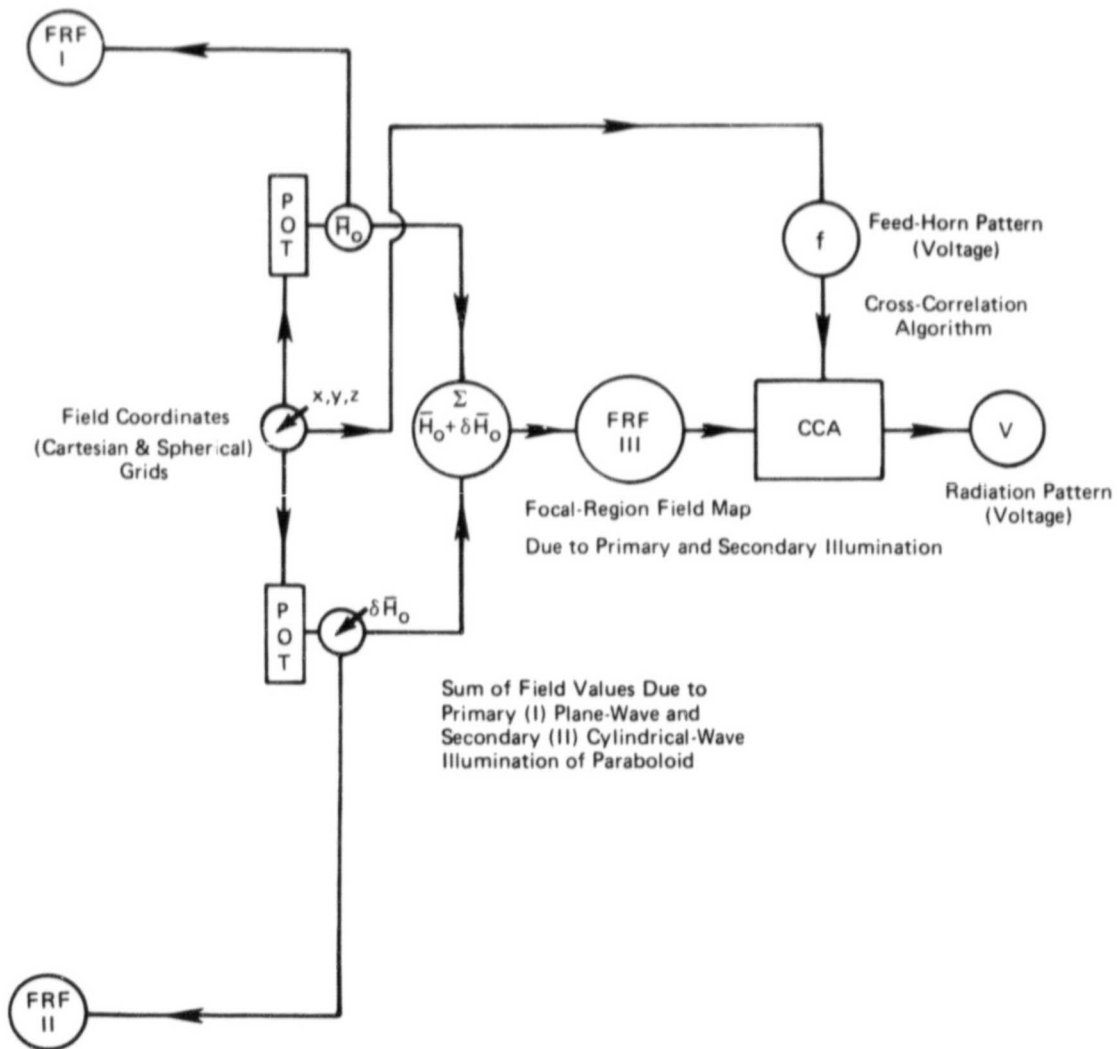 FRF
I
P
O
T
H̅ₒ
f
Feed-Horn Pattern
(Voltage)
Cross-Correlation
Algorithm
x,y,z
Field Coordinates
(Cartesian & Spherical)
Grids
Σ
H̅ₒ + δH̅ₒ
FRF
III
CCA
V
Radiation Pattern
(Voltage)
Focal-Region Field Map
Due to Primary and Secondary Illumination
P
O
T
δH̅ₒ
Sum of Field Values Due to
Primary (I) Plane-Wave and
Secondary (II) Cylindrical-Wave
Illumination of Paraboloid
FRF
II